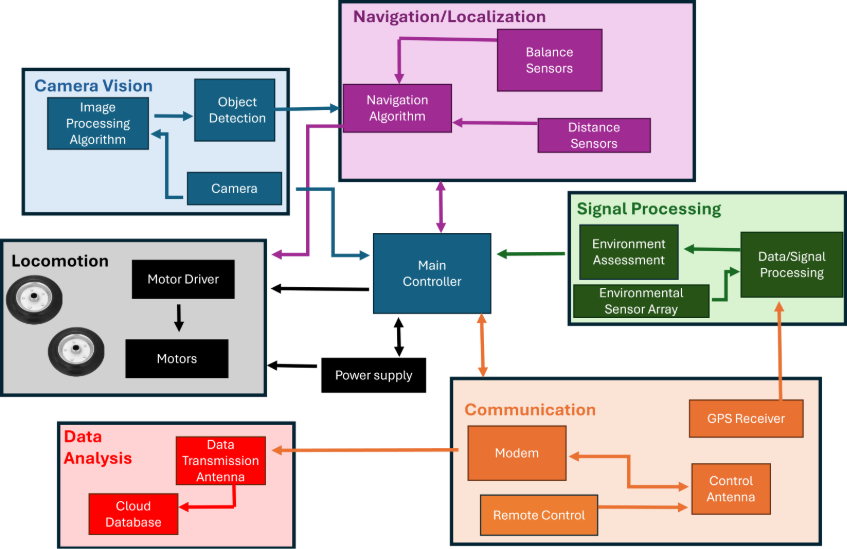 Navigation/Localization
Balance
Sensors
Navigation
Algorithm
Distance
Sensors
Camera Vision
Image
Processing
Algorithm
Object
Detection
Camera
Signal Processing
Environment
Assessment
Data/Signal
Processing
Environmental
Sensor Array
Main
Controller
Locomotion
Motor Driver
Motors
Power supply
Communication
GPS Receiver
Modem
Control
Antenna
Remote Control
Data
Analysis
Data
Transmission
Antenna
Cloud
Database